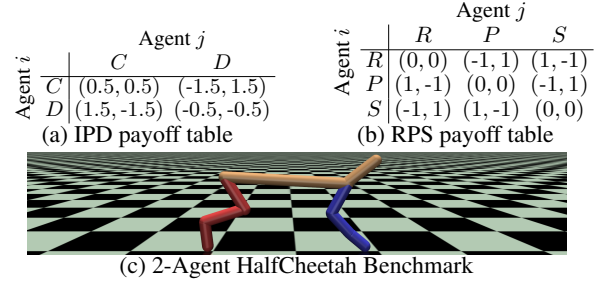 Agent j
C D
Agent i
C (0.5, 0.5) (-1.5, 1.5)
D (1.5, -1.5) (-0.5, -0.5)
(a) IPD payoff table
Agent j
R P S
Agent i
R (0, 0) (-1, 1) (1, -1)
P (1, -1) (0, 0) (-1, 1)
S (-1, 1) (1, -1) (0, 0)
(b) RPS payoff table
(c) 2-Agent HalfCheetah Benchmark